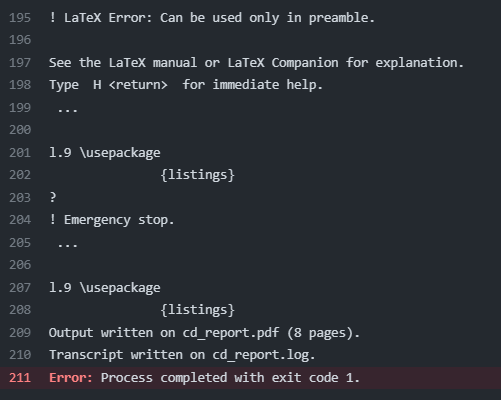 195 ! LaTeX Error: Can be used only in preamble.
196
197 See the LaTeX manual or LaTeX Companion for explanation.
198 Type  H <return>  for immediate help.
199  ...
200
201 l.9 \usepackage
202                {listings}
203 ?
204 ! Emergency stop.
205  ...
206
207 l.9 \usepackage
208                {listings}
209 Output written on cd_report.pdf (8 pages).
210 Transcript written on cd_report.log.
211 Error: Process completed with exit code 1.